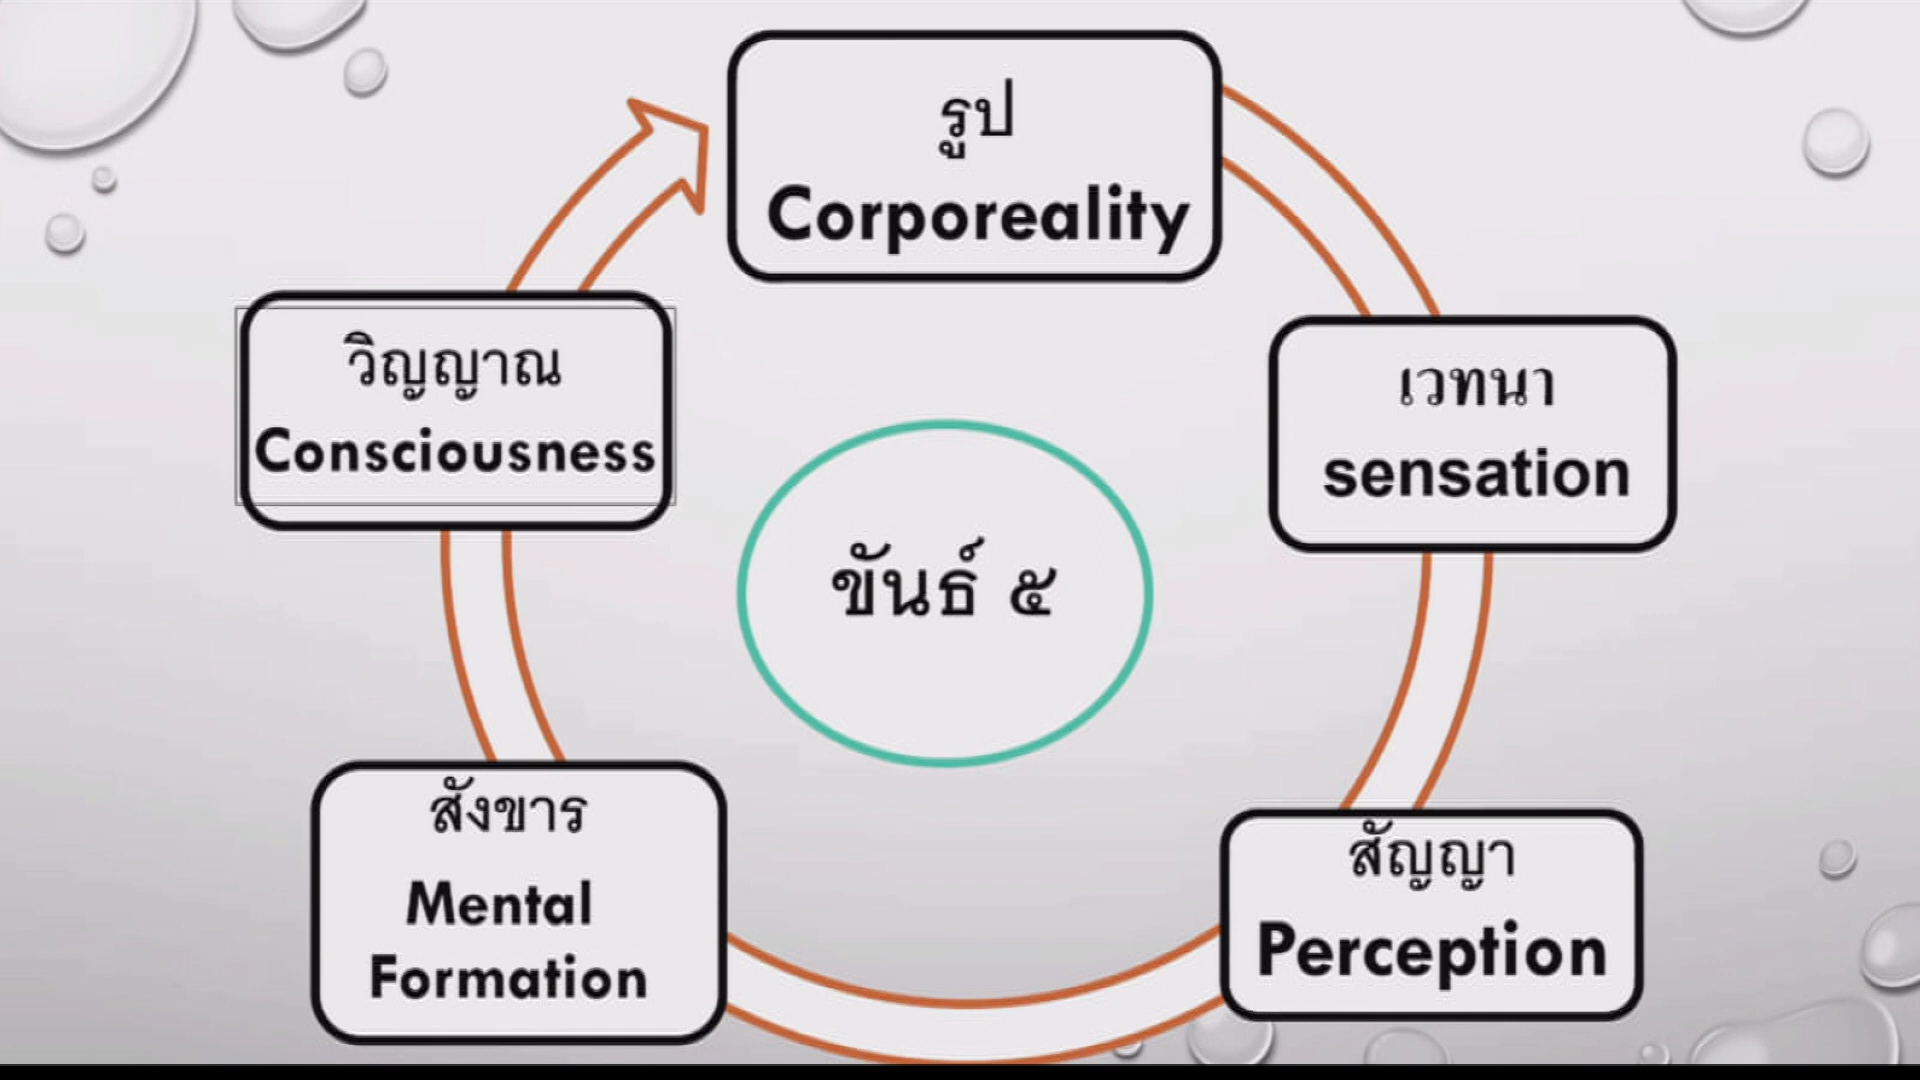 รูป
Corporeality
เวทนา
sensation
สัญญา
Perception
สังขาร
Mental
Formation
วิญญาณ
Consciousness
ขันธ์ ๕